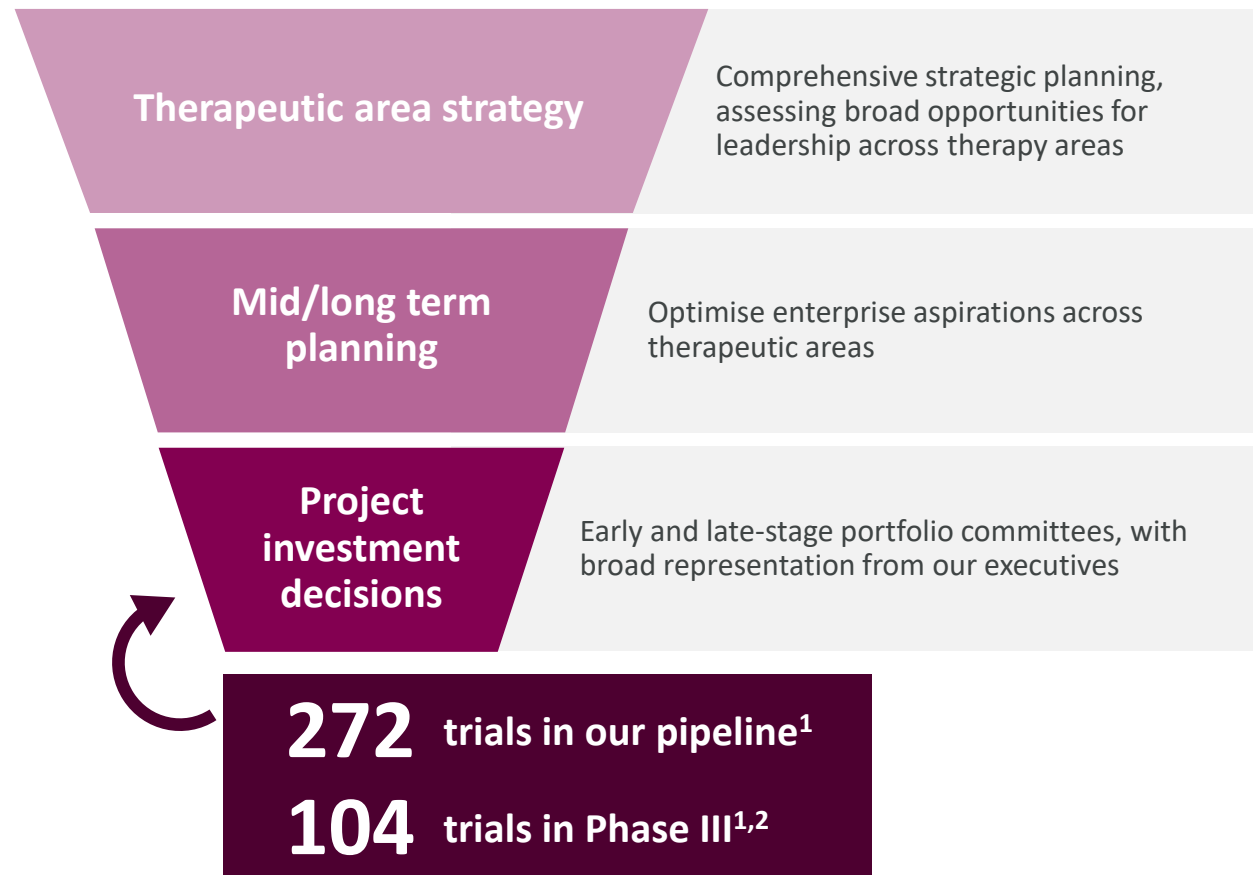 Therapeutic area strategy
Comprehensive strategic planning,
assessing broad opportunities for
leadership across therapy areas
Mid/long term
planning
Optimise enterprise aspirations across
therapeutic areas
Project
investment
decisions
Early and late-stage portfolio committees, with
broad representation from our executives
272 trials in our pipeline¹
104 trials in Phase III¹,²